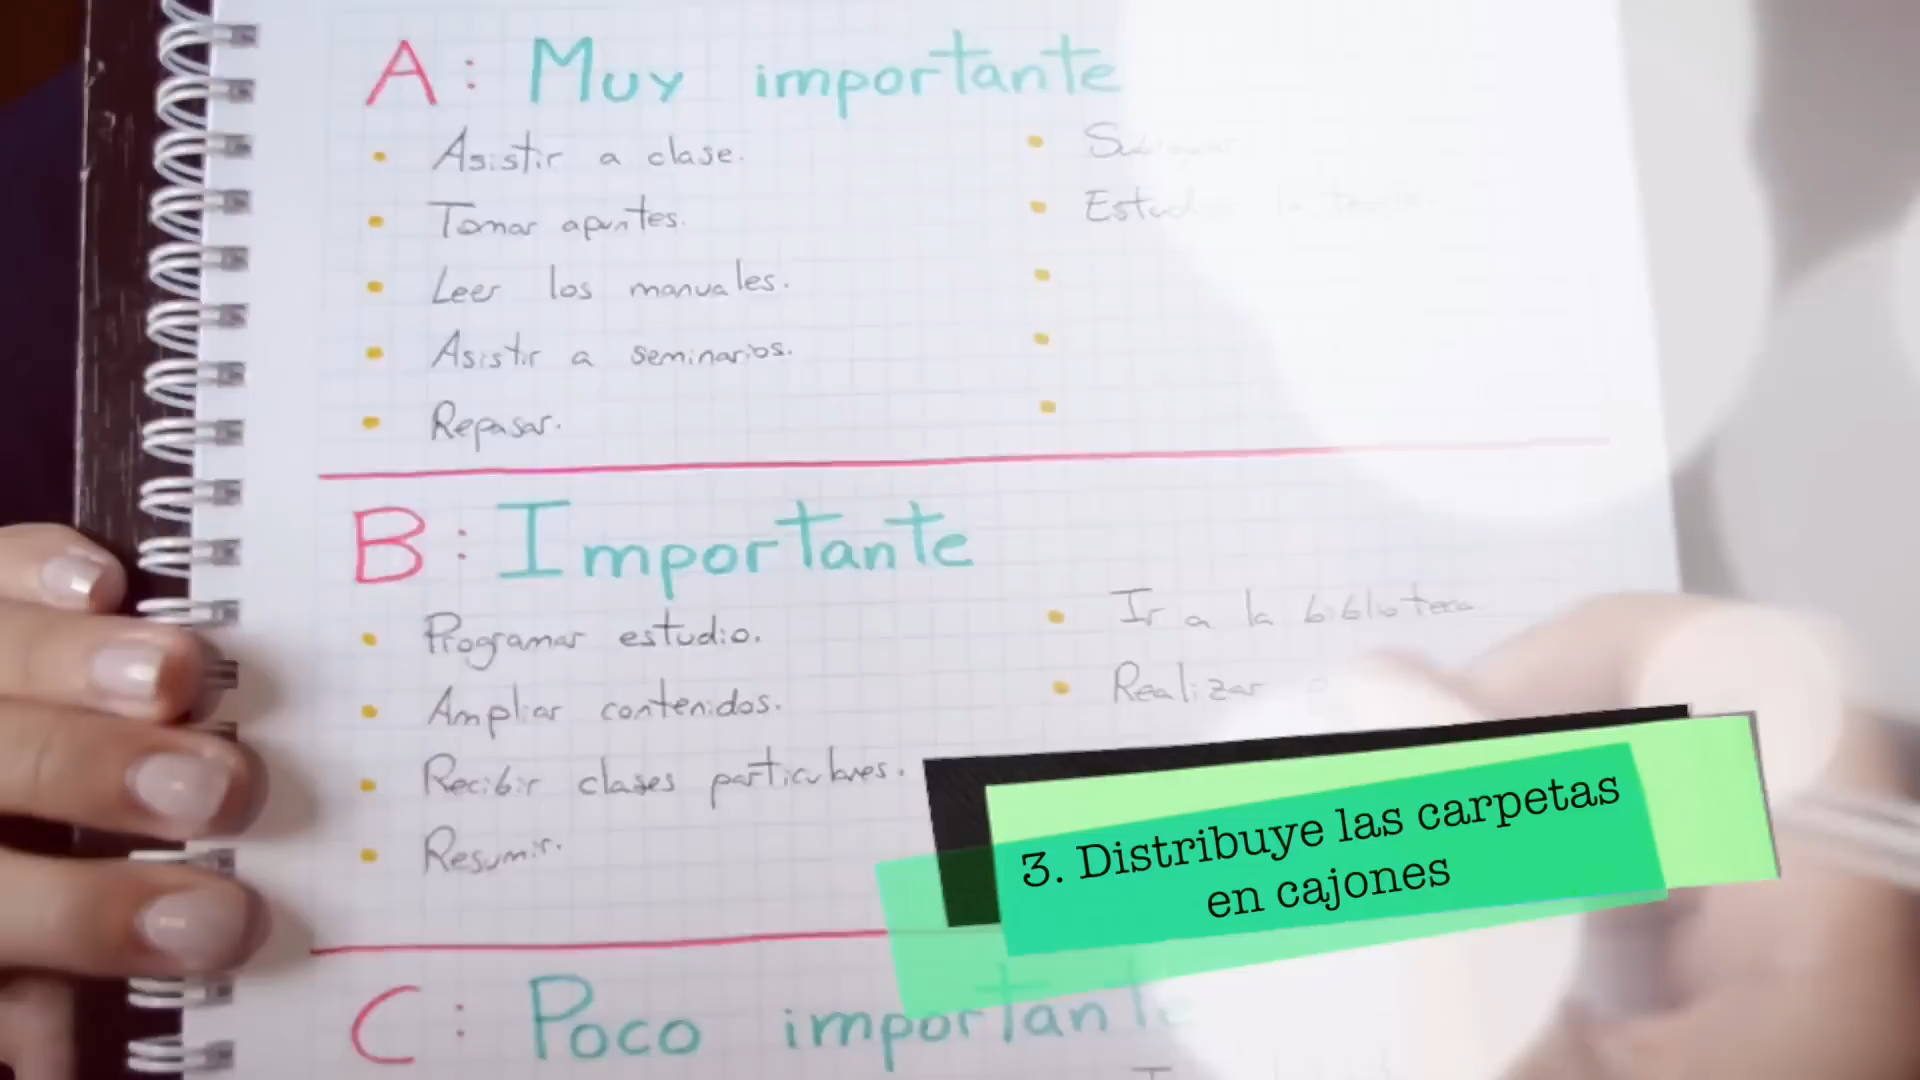 A: Muy importante
Asistir a clase.
Tomar apuntes.
Leer los manuales.
Asistir a seminarios.
Repasar.
B: Importante
Programar estudio.
Ampliar contenidos.
Recibir clases particulares.
Resumir.
Ir a la biblioteca
Realizar
3. Distribuye las carpetas
en cajones
C: Poco importante